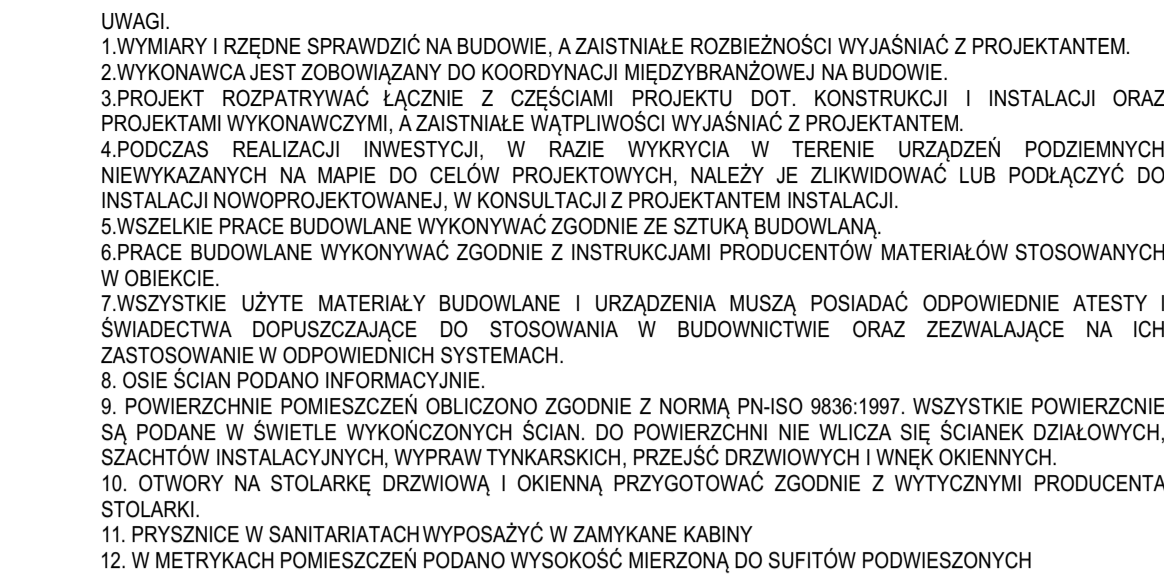 UWAGI.
1.WYMIARY I RZĘDNE SPRAWDZIĆ NA BUDOWIE, A ZAISTNIAŁE ROZBIEŻNOŚCI WYJAŚNIAĆ Z PROJEKTANTEM.
2.WYKONAWCA JEST ZOBOWIĄZANY DO KOORDYNACJI MIĘDZYBRANŻOWEJ NA BUDOWIE.
3.PROJEKT ROZPATRYWAĆ ŁĄCZNIE Z CZĘŚCIAMI PROJEKTU DOT. KONSTRUKCJI I INSTALACJI ORAZ
PROJEKTAMI WYKONAWCZYMI, A ZAISTNIAŁE WĄTPLIWOŚCI WYJAŚNIAĆ Z PROJEKTANTEM.
4.PODCZAS REALIZACJI INWESTYCJI, W RAZIE WYKRYCIA W TERENIE URZĄDZEŃ PODZIEMNYCH
NIEWYKAZANYCH NA MAPIE DO CELÓW PROJEKTOWYCH, NALEŻY JE ZLIKWIDOWAĆ LUB PODŁĄCZYĆ DO
INSTALACJI NOWOPROJEKTOWANEJ, W KONSULTACJI Z PROJEKTANTEM INSTALACJI.
5.WSZELKIE PRACE BUDOWLANE WYKONYWAĆ ZGODNIE ZE SZTUKĄ BUDOWLANĄ.
6.PRACE BUDOWLANE WYKONYWAĆ ZGODNIE Z INSTRUKCJAMI PRODUCENTÓW MATERIAŁÓW STOSOWANYCH
W OBIEKCIE.
7.WSZYSTKIE UŻYTE MATERIAŁY BUDOWLANE I URZĄDZENIA MUSZĄ POSIADAĆ ODPOWIEDNIE ATESTY I
ŚWIADECTWA DOPUSZCZAJĄCE DO STOSOWANIA W BUDOWNICTWIE ORAZ ZEZWALAJĄCE NA ICH
ZASTOSOWANIE W ODPOWIEDNICH SYSTEMACH.
8. OSIE ŚCIAN PODANO INFORMACYJNIE.
9. POWIERZCHNIE POMIESZCZEŃ OBLICZONO ZGODNIE Z NORMĄ PN-ISO 9836:1997. WSZYSTKIE POWIERZCNIE
SĄ PODANE W ŚWIETLE WYKOŃCZONYCH ŚCIAN. DO POWIERZCHNI NIE WLICZA SIĘ ŚCIANEK DZIAŁOWYCH,
SZACHTÓW INSTALACYJNYCH, WYPRAW TYNKARSKICH, PRZEJŚĆ DRZWIOWYCH I WNĘK OKIENNYCH.
10. OTWORY NA STOLARKĘ DRZWIOWĄ I OKIENNĄ PRZYGOTOWAĆ ZGODNIE Z WYTYCZNYMI PRODUCENTA
STOLARKI.
11. PRYSZNICE W SANITARIATACH WYPOSAŻYĆ W ZAMYKANE KABINY
12. W METRYKACH POMIESZCZEŃ PODANO WYSOKOŚĆ MIERZONĄ DO SUFITÓW PODWIESZONYCH